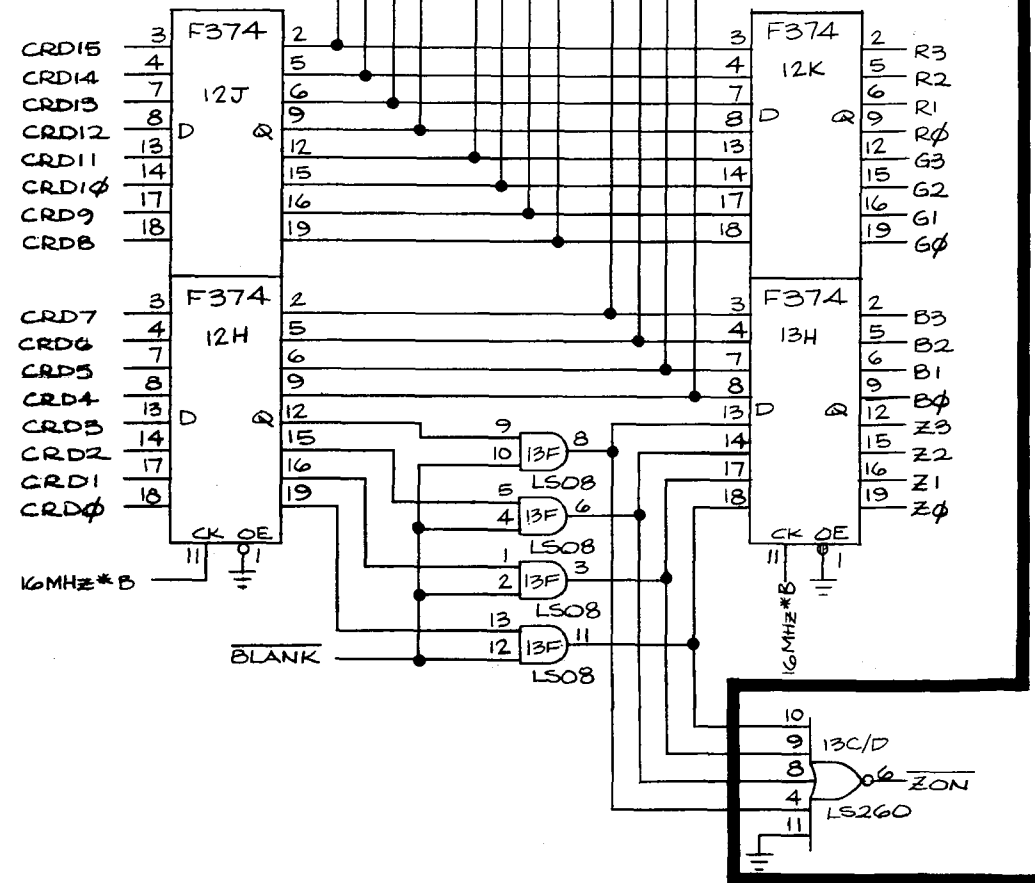 F374
12J
CRD15 3 2
CRD14 4 5
CRD13 7 6
CRD12 8 D Q 9
CRD11 13 12
CRD1Ø 14 15
CRD9 17 16
CRD8 18 19
F374
12H
CRD7 3 2
CRD6 4 5
CRD5 7 6
CRD4 8 9
CRD3 13 D Q 12
CRD2 14 15
CRD1 17 16
CRDØ 18 19
CK OE
11 1
16MHZ*B
9
10 13F 8
LS08
5
4 13F 6
LS08
1
2 13F 3
LS08
13
12 13F 11
LS08
BLANK
F374
12K
3 2 R3
4 5 R2
7 6 R1
8 D Q 9 RØ
13 12 G3
14 15 G2
17 16 G1
18 19 GØ
F374
13H
3 2 B3
4 5 B2
7 6 B1
8 9 BØ
13 D Q 12 Z3
14 15 Z2
17 16 Z1
18 19 ZØ
CK OE
11 1
16MHZ*B
10
9 13C/D
8 6 ZON
4 LS260
11